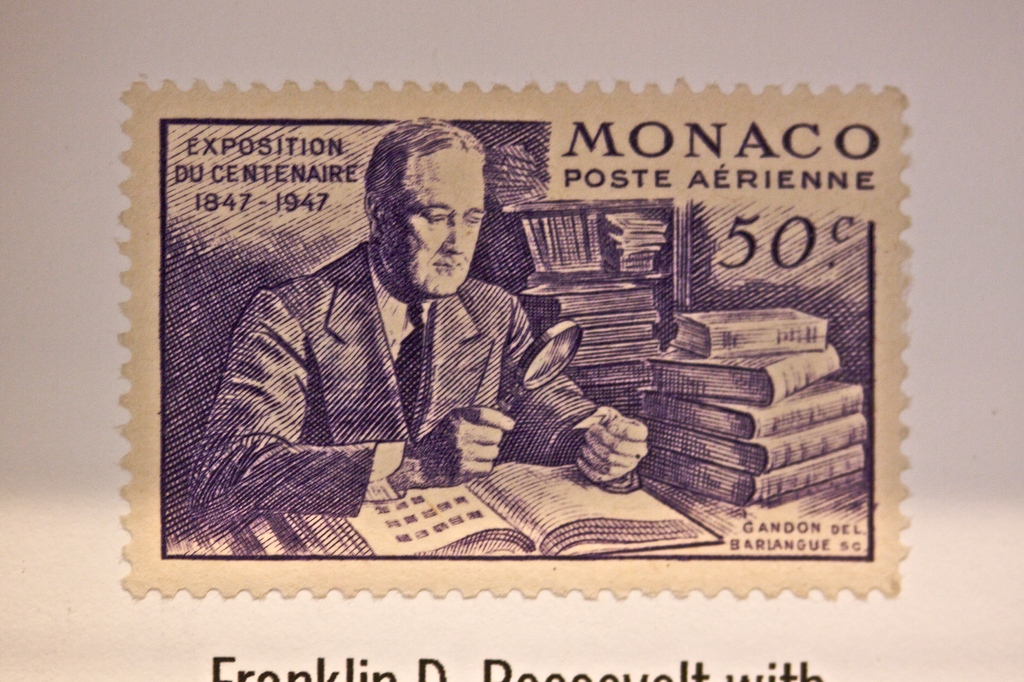 EXPOSITION
DU CENTENAIRE
1847-1947
MONACO
POSTE AÉRIENNE
50c.
GANDON DEL.
BARLANGUE SC.
Franklin D. Roosevelt with